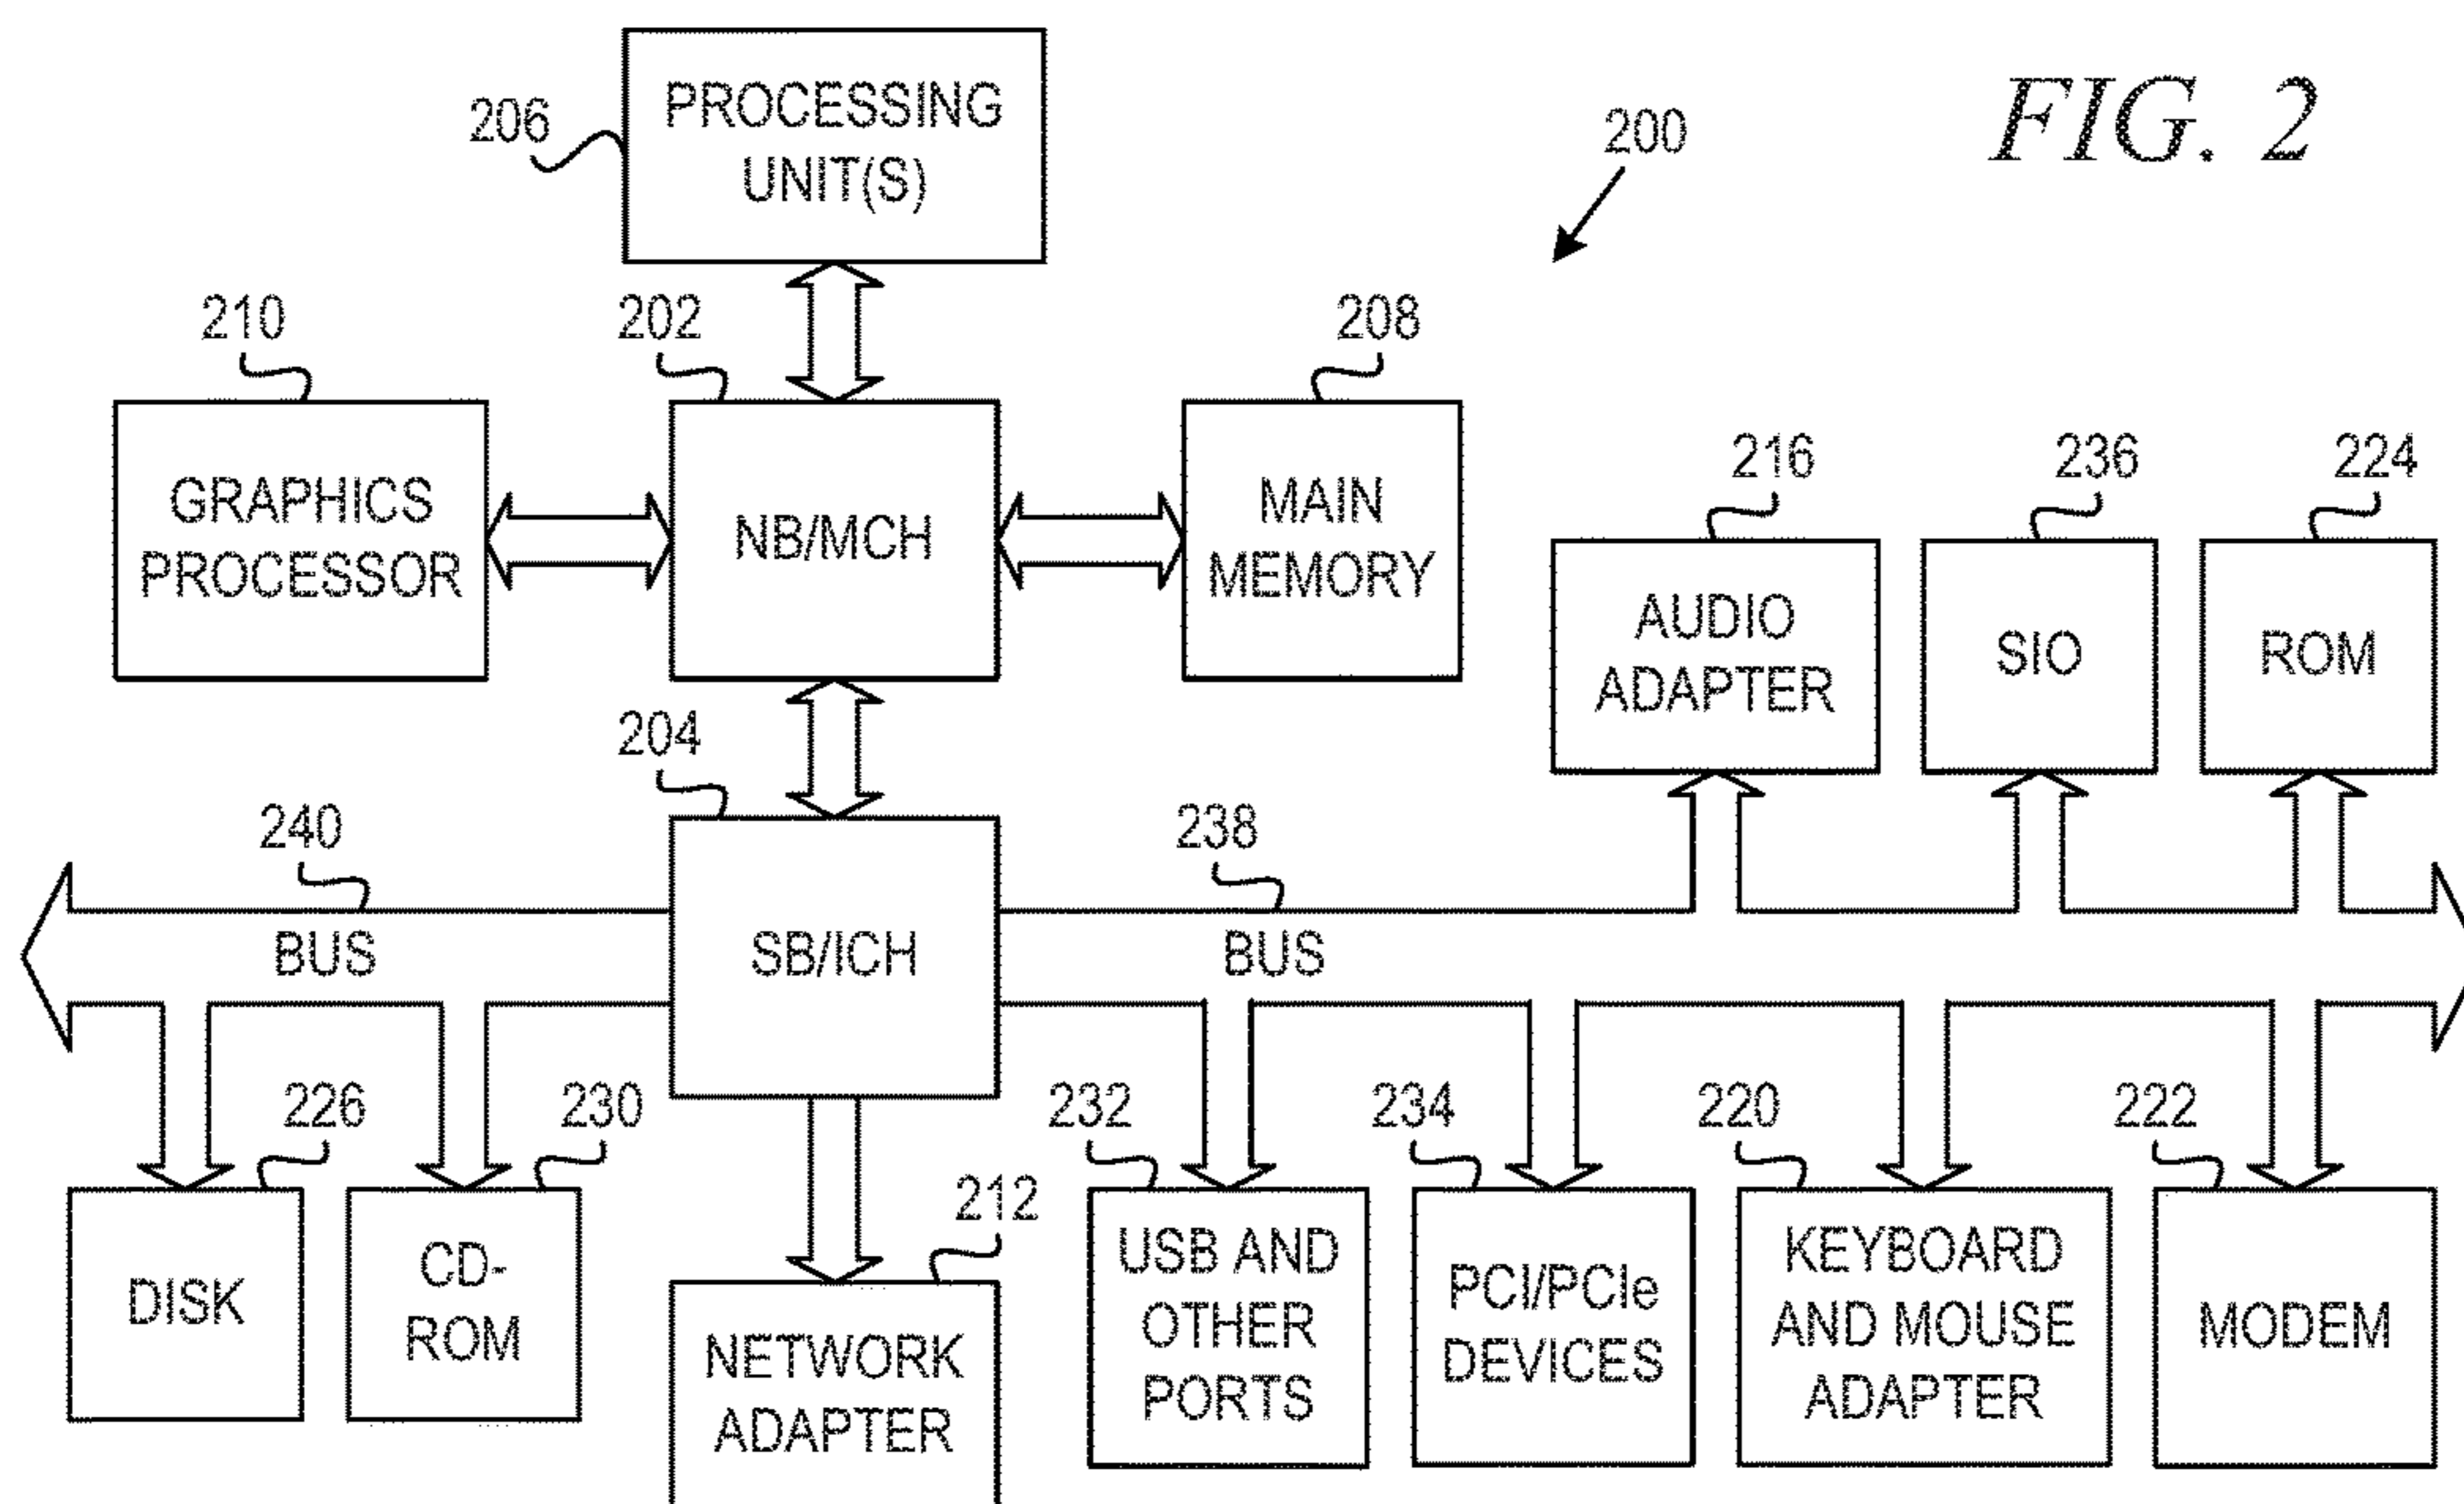 FIG. 2
200
206
PROCESSING
UNIT(S)
210
202
208
GRAPHICS
PROCESSOR
NB/MCH
MAIN
MEMORY
216
236
224
AUDIO
ADAPTER
SIO
ROM
204
240
238
BUS
SB/ICH
BUS
226
230
212
232
234
220
222
DISK
CD-
ROM
NETWORK
ADAPTER
USB AND
OTHER
PORTS
PCI/PCIe
DEVICES
KEYBOARD
AND MOUSE
ADAPTER
MODEM